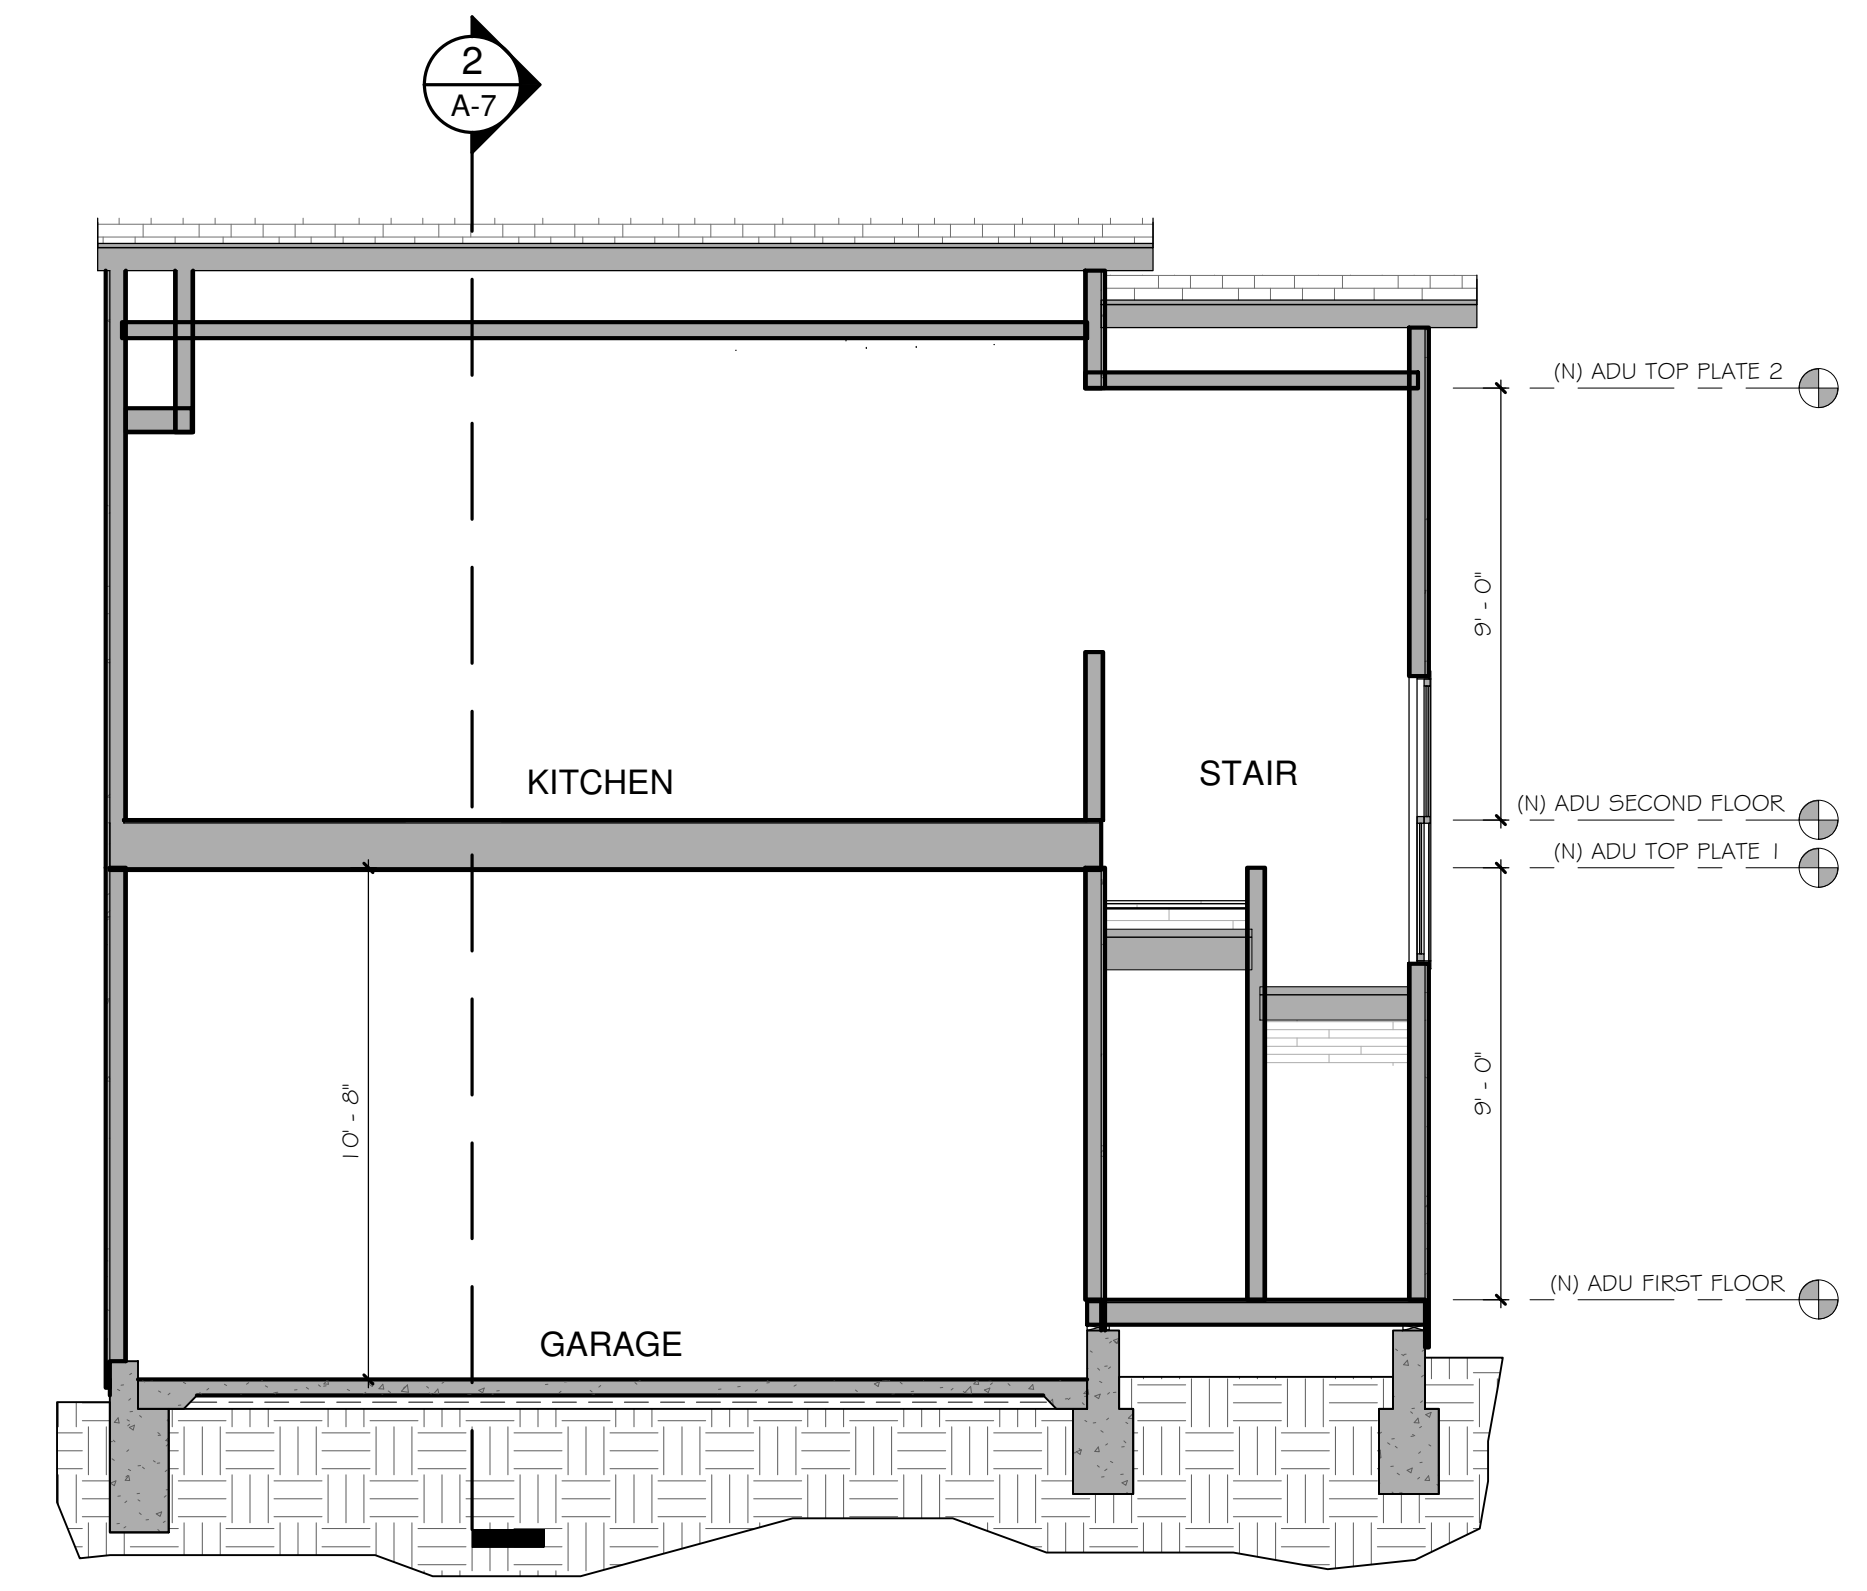 2
A-7
(N) ADU TOP PLATE 2
9' - 0"
KITCHEN
STAIR
(N) ADU SECOND FLOOR
(N) ADU TOP PLATE 1
10' - 8"
9' - 0"
(N) ADU FIRST FLOOR
GARAGE